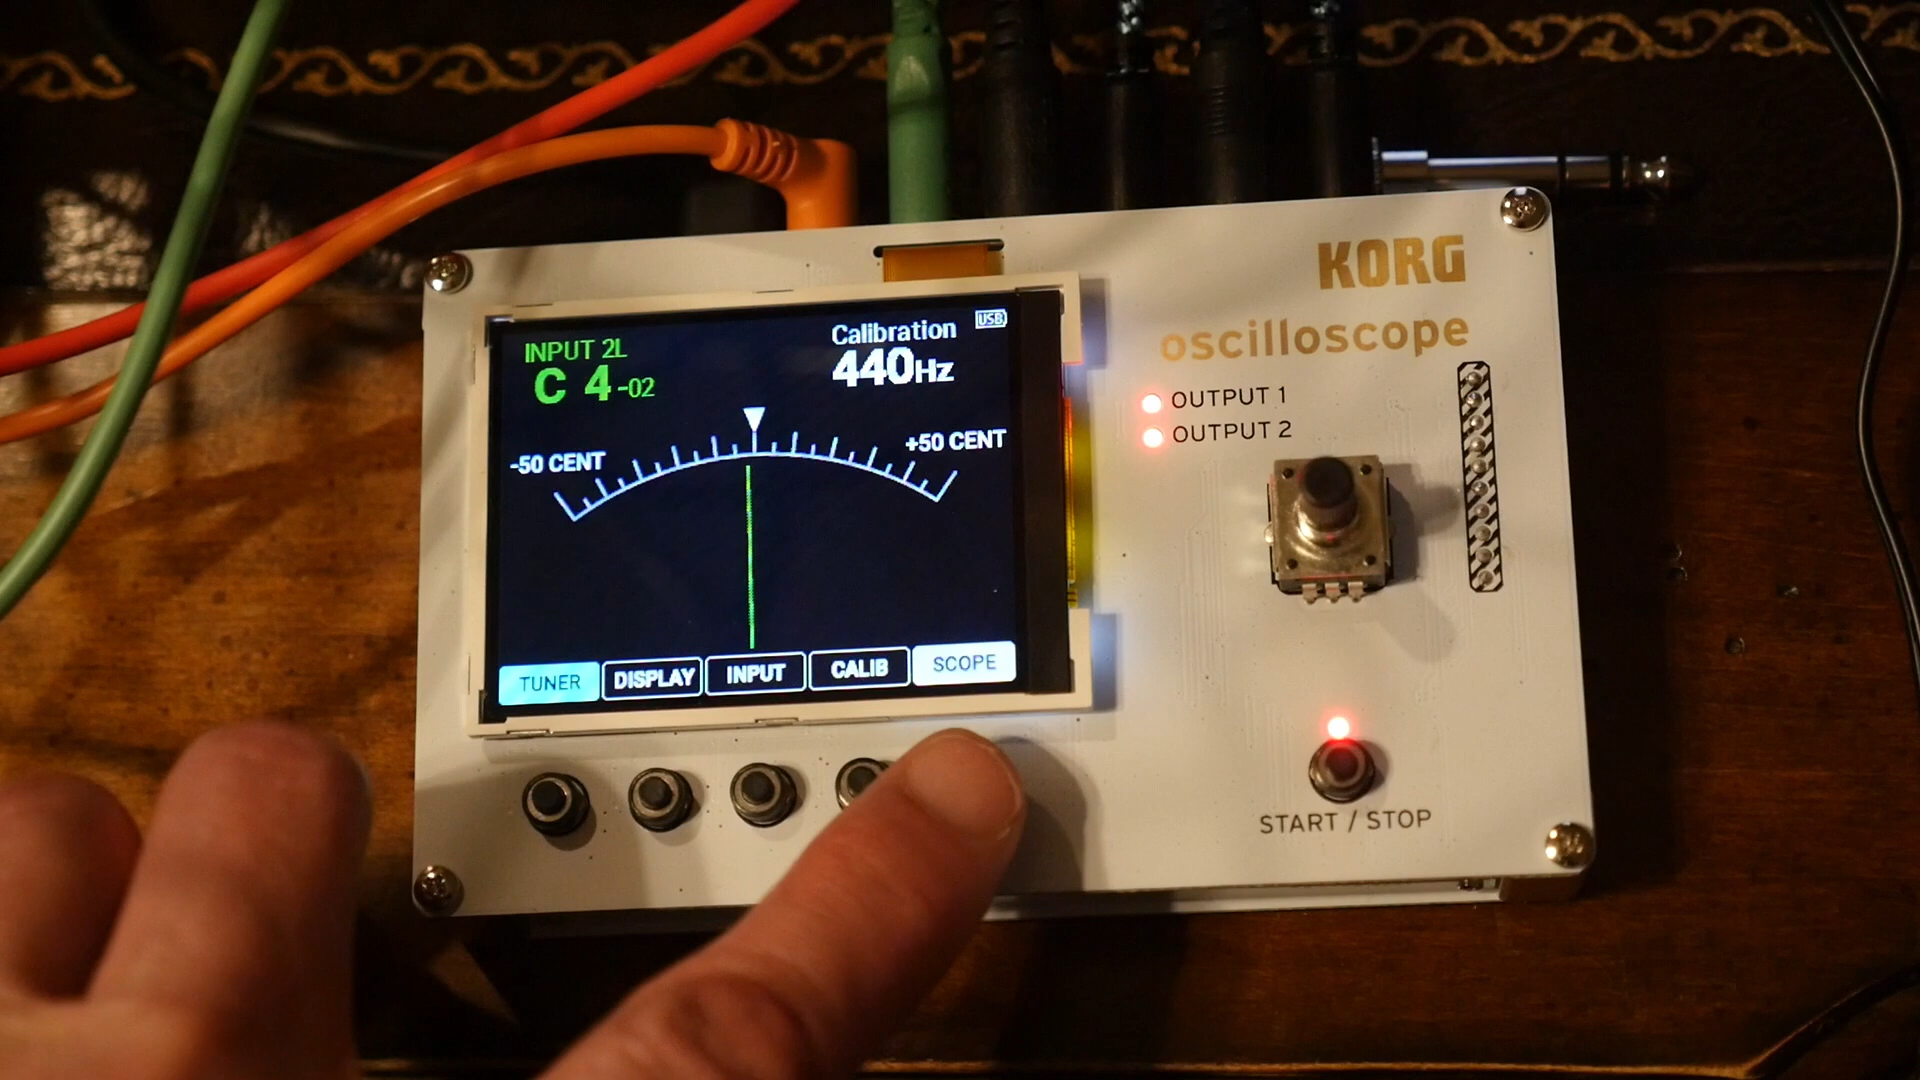 KORG
oscilloscope
USB
INPUT 2L
C 4 -02
Calibration
440Hz
-50 CENT
+50 CENT
TUNER DISPLAY INPUT CALIB SCOPE
OUTPUT 1
OUTPUT 2
START / STOP